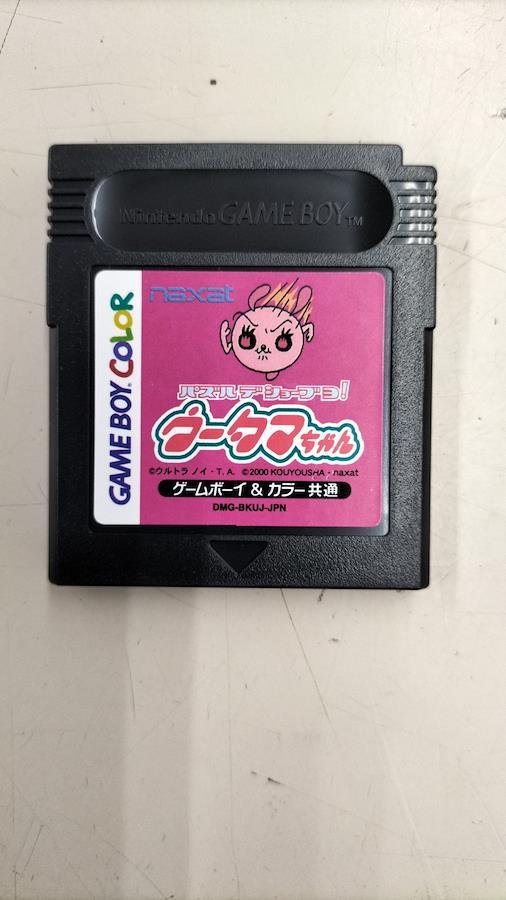 Nintendo GAME BOY TM
GAME BOY COLOR
naxat
パズルデショーブヨ!
ウータマちゃん
©ウルトラ ノイ・T. A. ©2000 KOUYOUSHA・naxat
ゲームボーイ & カラー共通
DMG-BKUJ-JPN